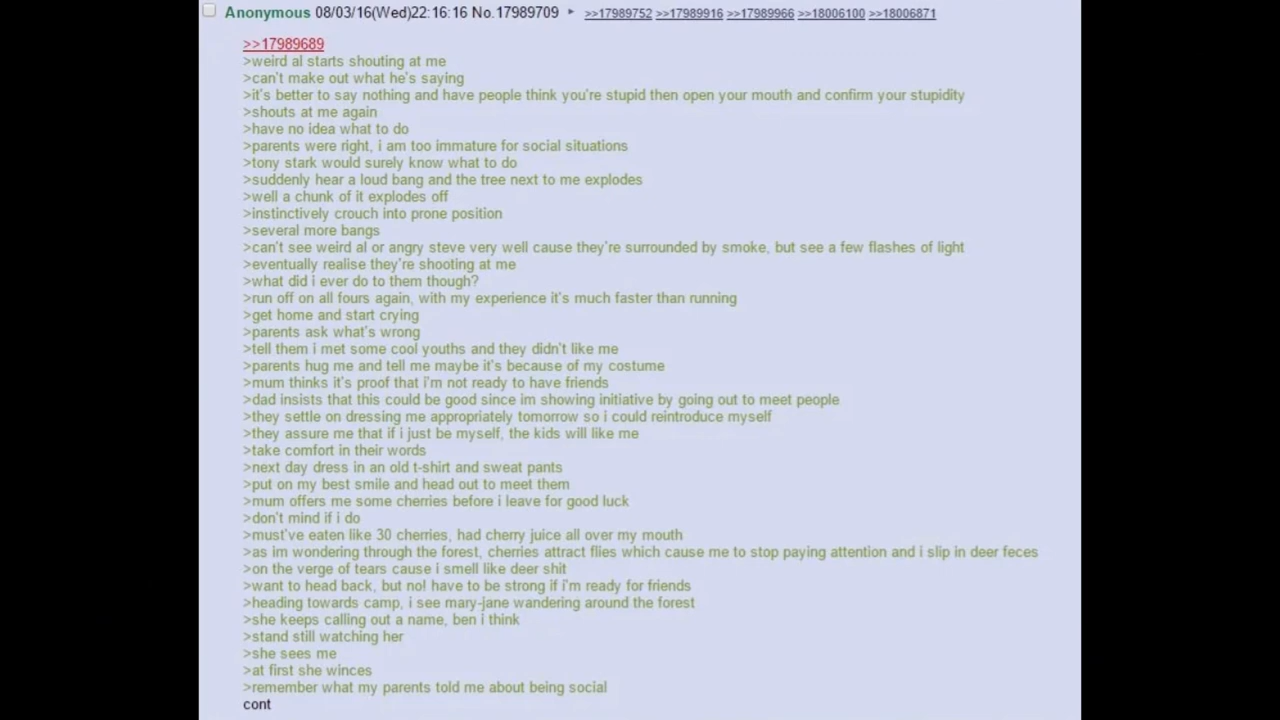 Anonymous 08/03/16(Wed)22:16:16 No.17989709 ▸ >>17989752 >>17989916 >>17989966 >>18006100 >>18006871
>>17989689
>weird al starts shouting at me
>can't make out what he's saying
>it's better to say nothing and have people think you're stupid then open your mouth and confirm your stupidity
>shouts at me again
>have no idea what to do
>parents were right, i am too immature for social situations
>tony stark would surely know what to do
>suddenly hear a loud bang and the tree next to me explodes
>well a chunk of it explodes off
>instinctively crouch into prone position
>several more bangs
>can't see weird al or angry steve very well cause they're surrounded by smoke, but see a few flashes of light
>eventually realise they're shooting at me
>what did i ever do to them though?
>run off on all fours again, with my experience it's much faster than running
>get home and start crying
>parents ask what's wrong
>tell them i met some cool youths and they didn't like me
>parents hug me and tell me maybe it's because of my costume
>mum thinks it's proof that i'm not ready to have friends
>dad insists that this could be good since im showing initiative by going out to meet people
>they settle on dressing me appropriately tomorrow so i could reintroduce myself
>they assure me that if i just be myself, the kids will like me
>take comfort in their words
>next day dress in an old t-shirt and sweat pants
>put on my best smile and head out to meet them
>mum offers me some cherries before i leave for good luck
>don't mind if i do
>must've eaten like 30 cherries, had cherry juice all over my mouth
>as im wondering through the forest, cherries attract flies which cause me to stop paying attention and i slip in deer feces
>on the verge of tears cause i smell like deer shit
>want to head back, but no! have to be strong if i'm ready for friends
>heading towards camp, i see mary-jane wandering around the forest
>she keeps calling out a name, ben i think
>stand still watching her
>she sees me
>at first she winces
>remember what my parents told me about being social
cont